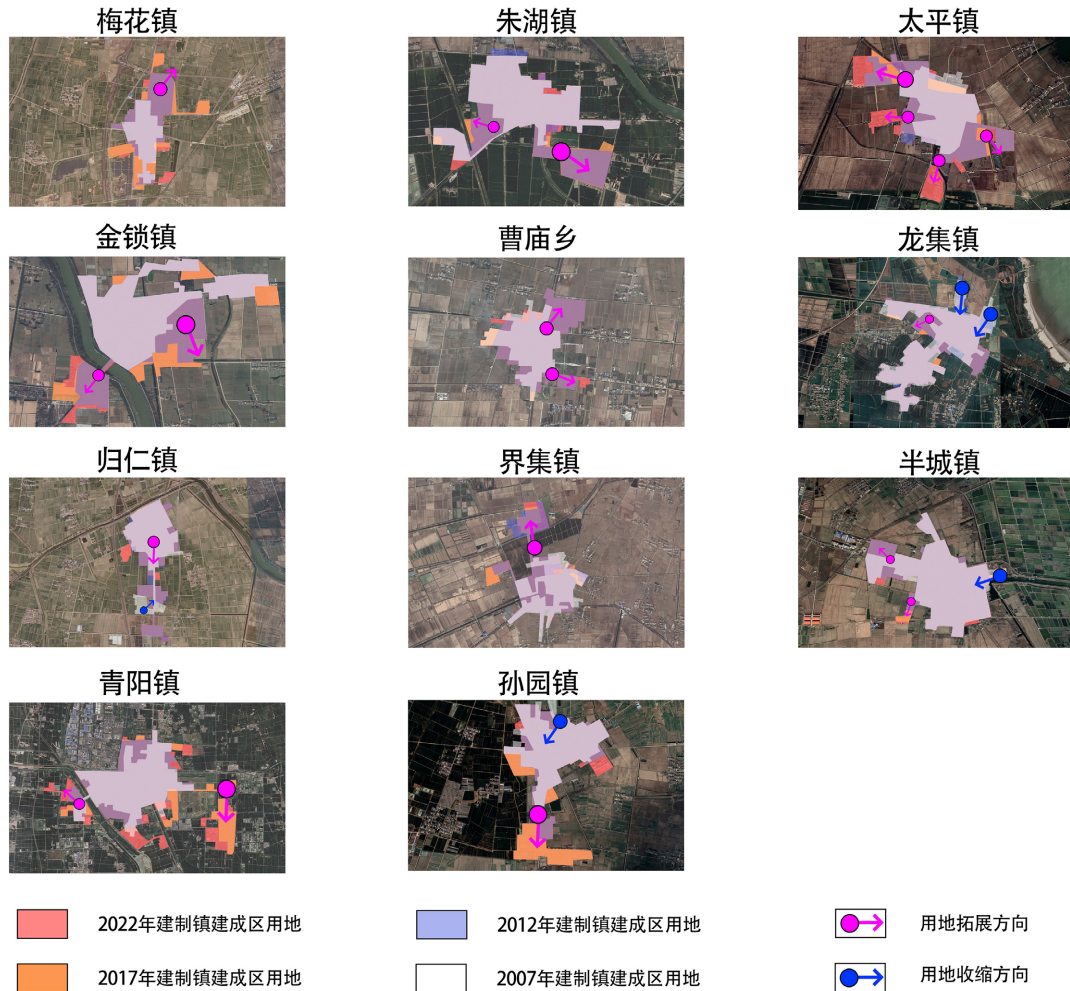 梅花镇
朱湖镇
太平镇
金锁镇
曹庙乡
龙集镇
归仁镇
界集镇
半城镇
青阳镇
孙园镇
2022年建制镇建成区用地
2012年建制镇建成区用地
用地拓展方向
2017年建制镇建成区用地
2007年建制镇建成区用地
用地收缩方向